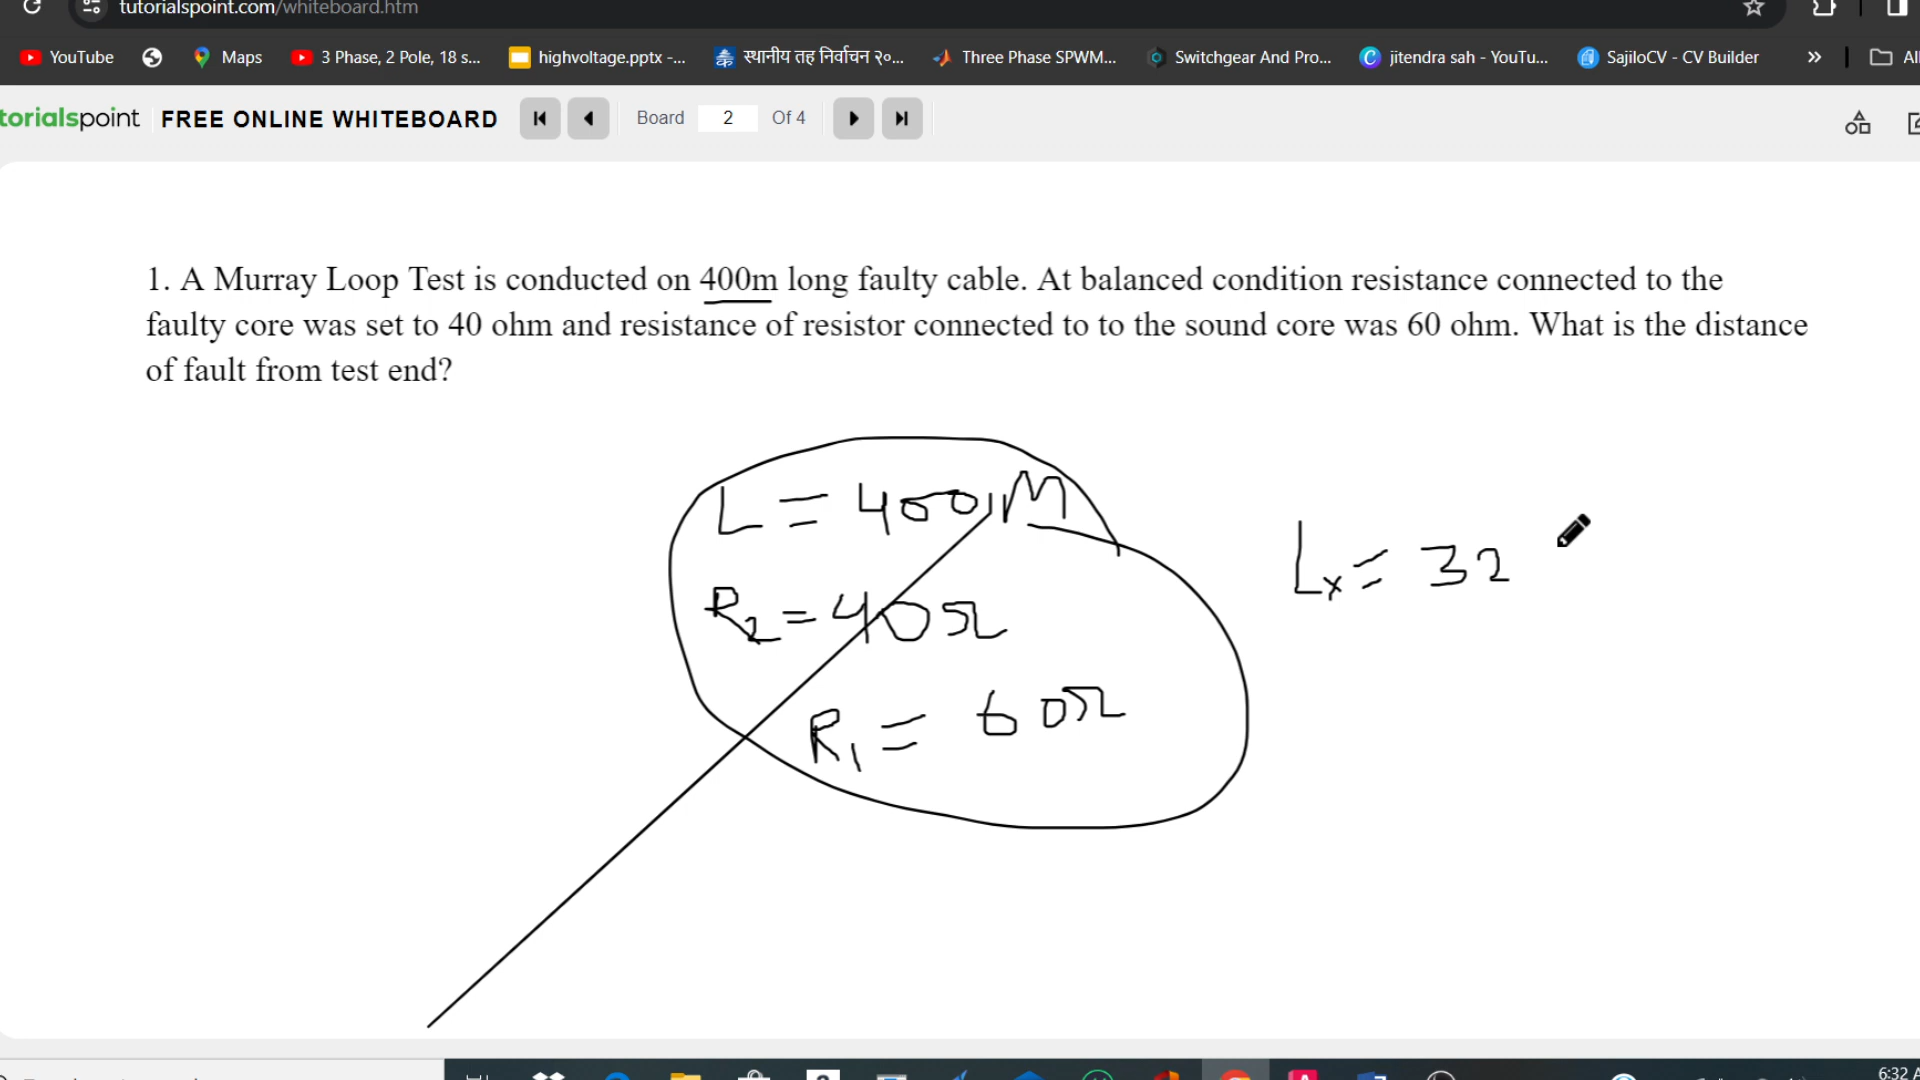 tutorialspoint.com/whiteboard.htm
YouTube Maps 3 Phase, 2 Pole, 18 s... highvoltage.pptx -... स्थानीय तह निर्वाचन २०... Three Phase SPWM... Switchgear And Pro... jitendra sah - YouTu... SajiloCV - CV Builder » All
torialspoint FREE ONLINE WHITEBOARD Board 2 Of 4
1. A Murray Loop Test is conducted on 400m long faulty cable. At balanced condition resistance connected to the
faulty core was set to 40 ohm and resistance of resistor connected to to the sound core was 60 ohm. What is the distance
of fault from test end?
L = 400 M
R2 = 40Ω
R1 = 60Ω
Lx = 32
6:32 A